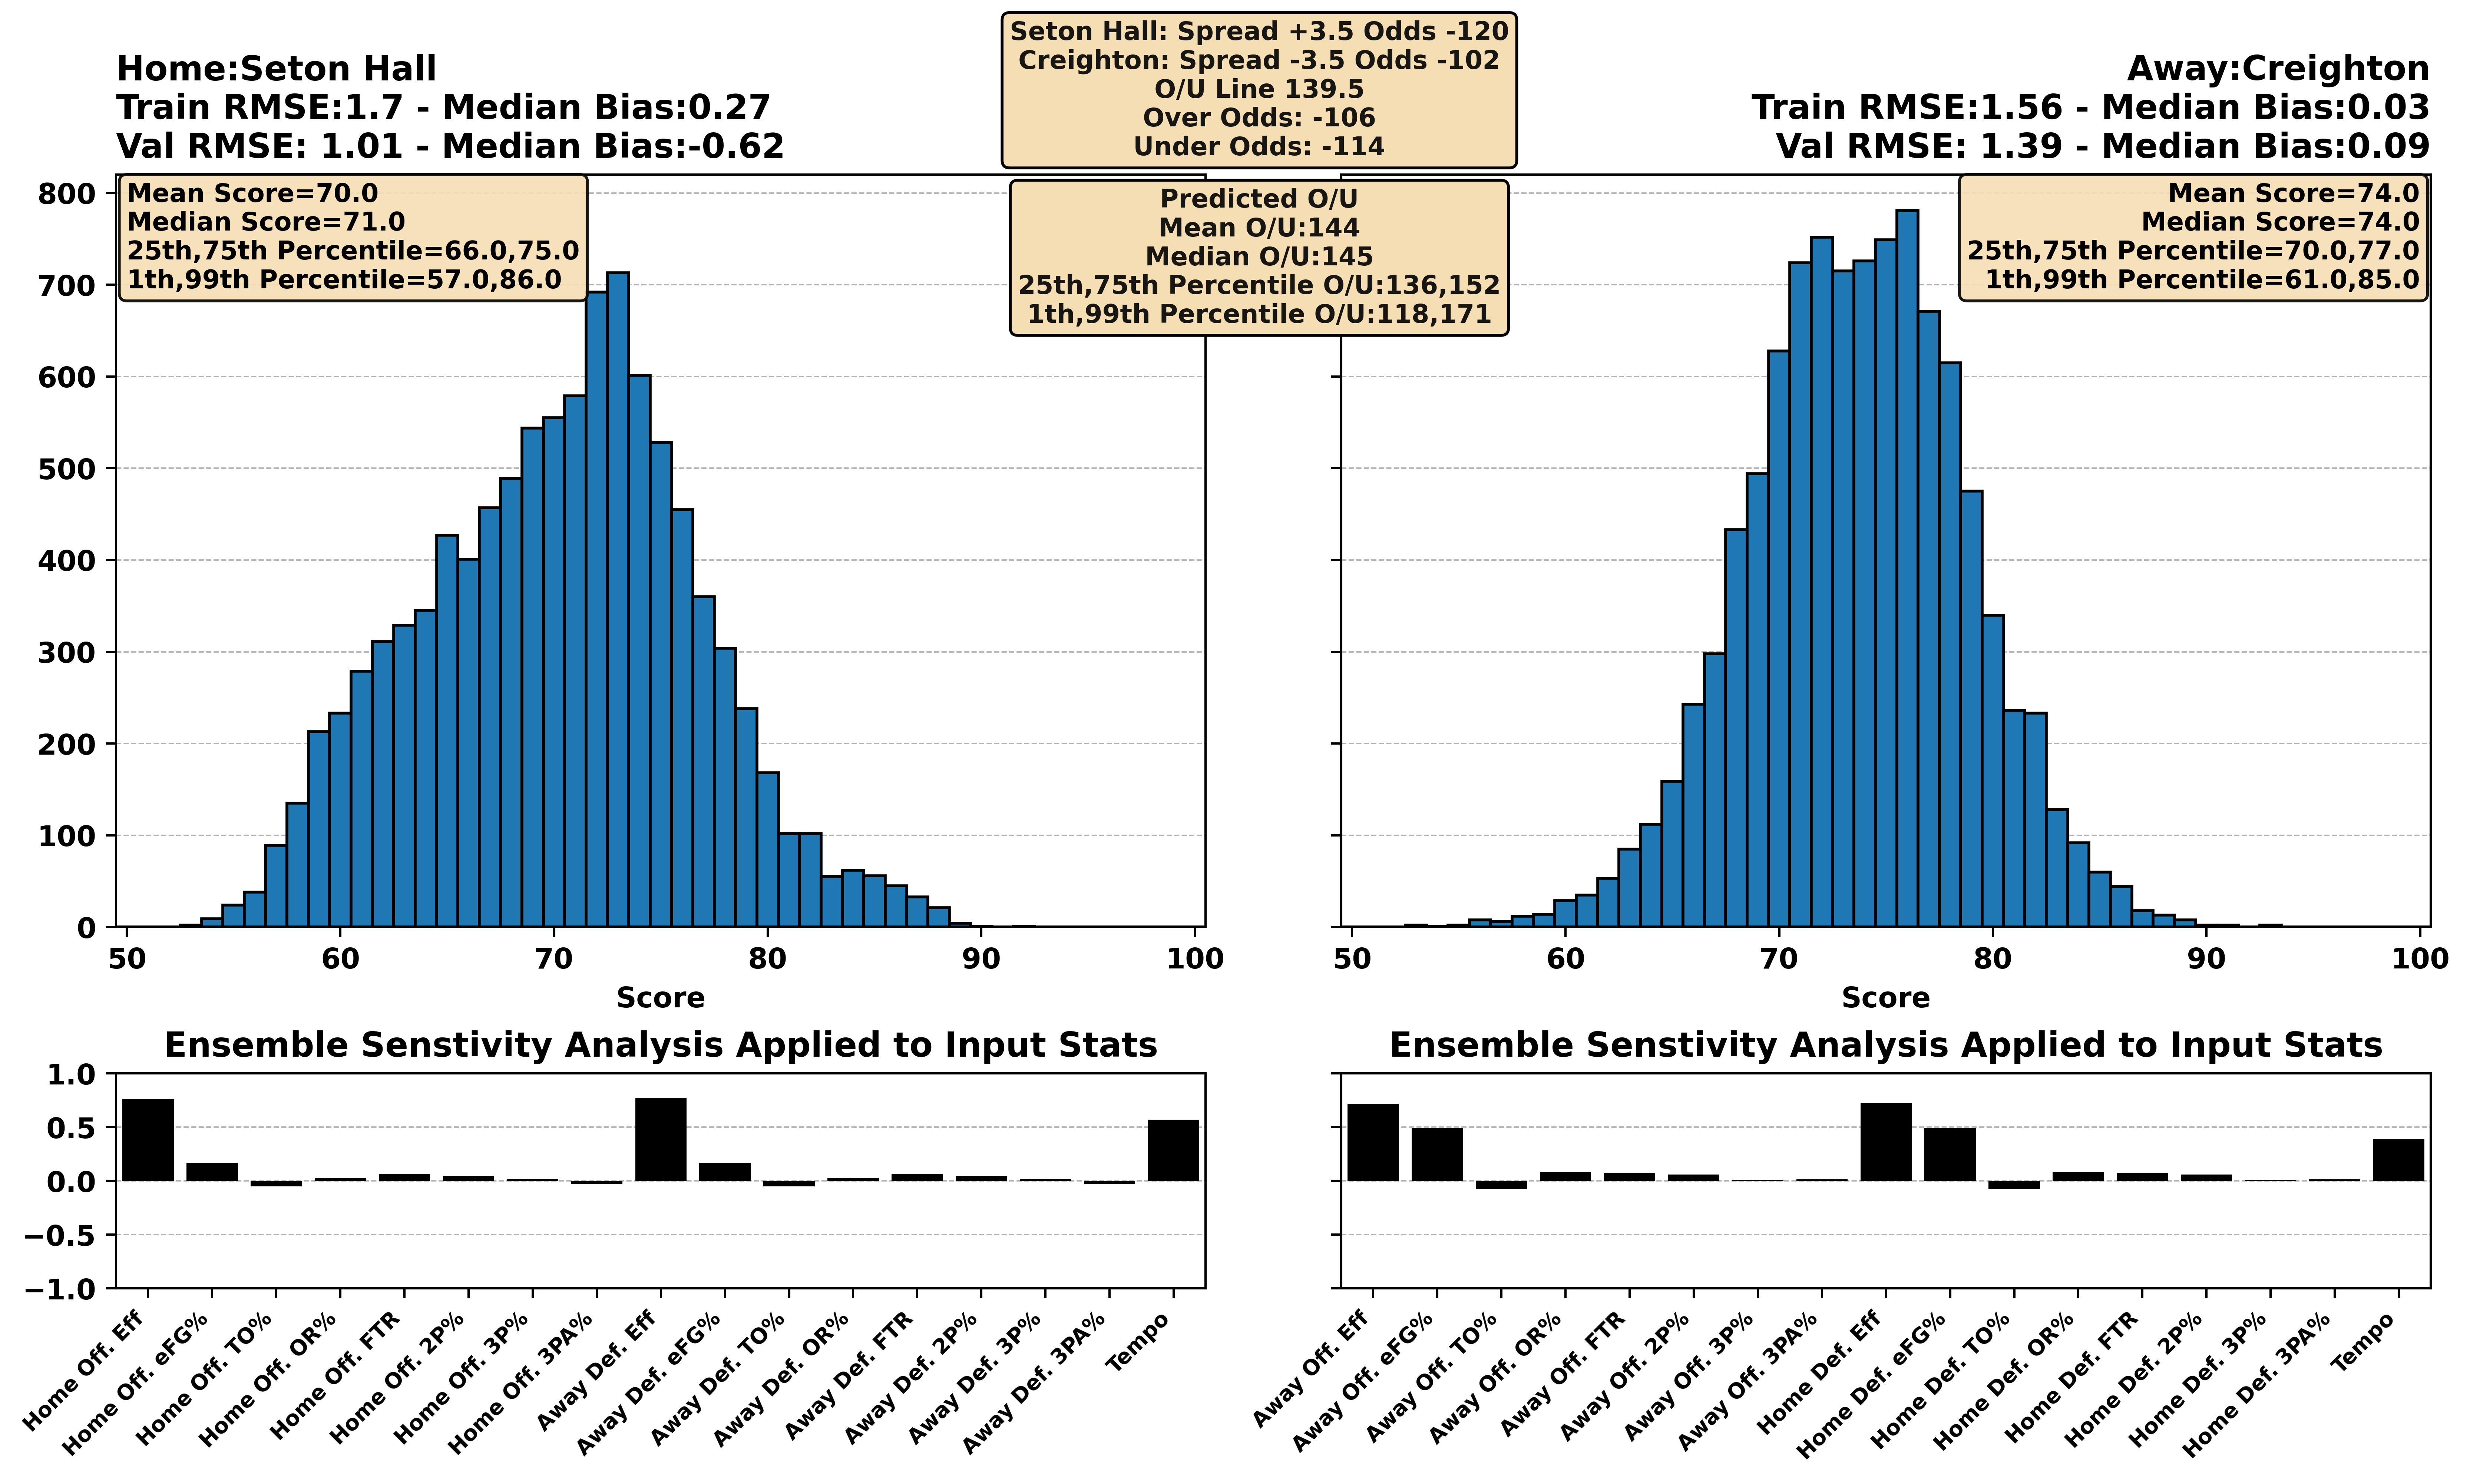 Seton Hall: Spread +3.5 Odds -120
Creighton: Spread -3.5 Odds -102
O/U Line 139.5
Over Odds: -106
Under Odds: -114
Home:Seton Hall
Train RMSE:1.7 - Median Bias:0.27
Val RMSE: 1.01 - Median Bias:-0.62
Away:Creighton
Train RMSE:1.56 - Median Bias:0.03
Val RMSE: 1.39 - Median Bias:0.09
Mean Score=70.0
Median Score=71.0
25th,75th Percentile=66.0,75.0
1th,99th Percentile=57.0,86.0
Predicted O/U
Mean O/U:144
Median O/U:145
25th,75th Percentile O/U:136,152
1th,99th Percentile O/U:118,171
Mean Score=74.0
Median Score=74.0
25th,75th Percentile=70.0,77.0
1th,99th Percentile=61.0,85.0
800
700
600
500
400
300
200
100
0
50 60 70 80 90 100
Score
50 60 70 80 90 100
Score
Ensemble Senstivity Analysis Applied to Input Stats
1.0
0.5
0.0
−0.5
−1.0
Home Off. Eff
Home Off. eFG%
Home Off. TO%
Home Off. OR%
Home Off. FTR
Home Off. 2P%
Home Off. 3P%
Home Off. 3PA%
Away Def. Eff
Away Def. eFG%
Away Def. TO%
Away Def. OR%
Away Def. FTR
Away Def. 2P%
Away Def. 3P%
Away Def. 3PA%
Tempo
Ensemble Senstivity Analysis Applied to Input Stats
Away Off. Eff
Away Off. eFG%
Away Off. TO%
Away Off. OR%
Away Off. FTR
Away Off. 2P%
Away Off. 3P%
Away Off. 3PA%
Home Def. Eff
Home Def. eFG%
Home Def. TO%
Home Def. OR%
Home Def. FTR
Home Def. 2P%
Home Def. 3P%
Home Def. 3PA%
Tempo